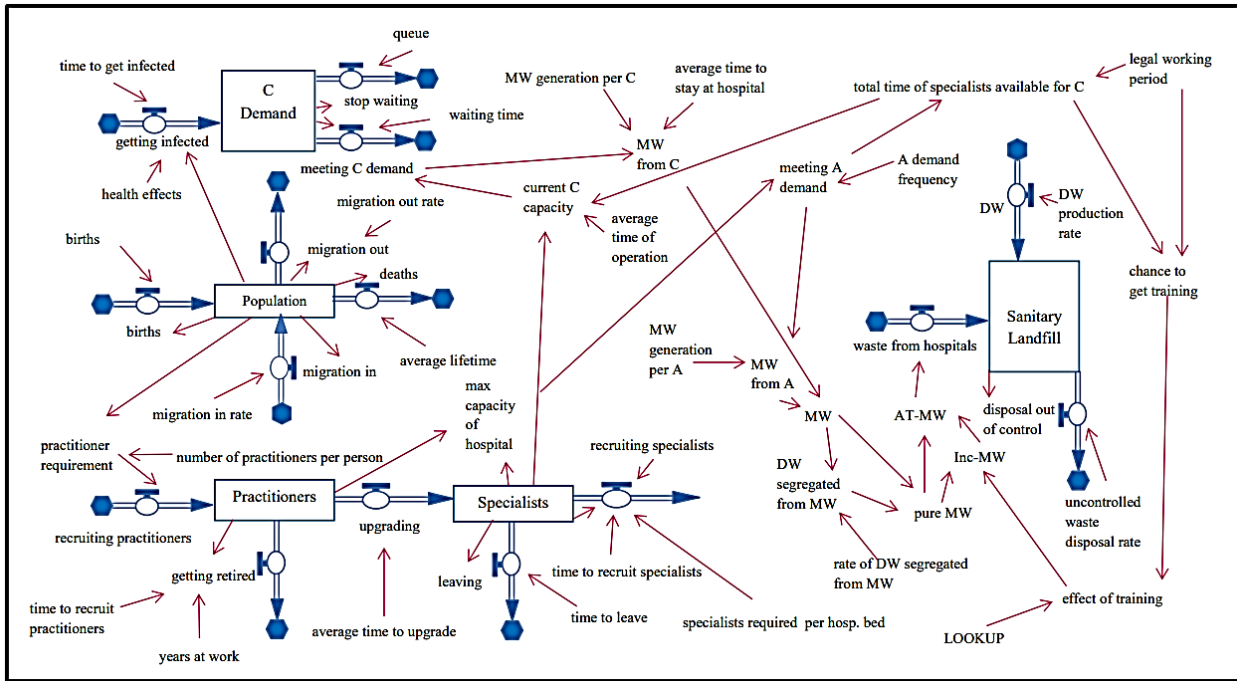 queue
time to get infected
C
Demand
stop waiting
waiting time
getting infected
health effects
meeting C demand
MW generation per C
average time to
stay at hospital
MW
from C
total time of specialists available for C
legal working
period
meeting A
demand
A demand
frequency
DW
DW
production
rate
current C
capacity
average
time of
operation
migration out rate
migration out
births
deaths
Population
births
migration in
average lifetime
migration in rate
chance to
get training
Sanitary
Landfill
waste from hospitals
MW
generation
per A
MW
from A
MW
max
capacity
of
hospital
AT-MW
disposal out
of control
Inc-MW
practitioner
requirement
number of practitioners per person
recruiting specialists
DW
segregated
from MW
pure MW
Practitioners
upgrading
Specialists
recruiting practitioners
uncontrolled
waste
disposal rate
getting retired
leaving
time to recruit specialists
rate of DW segregated
from MW
time to recruit
practitioners
years at work
average time to upgrade
time to leave
specialists required per hosp. bed
effect of training
LOOKUP